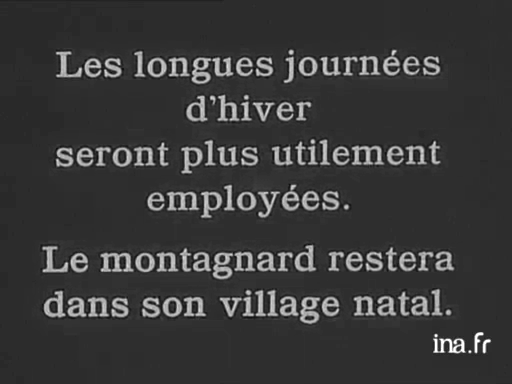 Les longues journées
d'hiver
seront plus utilement
employées.
Le montagnard restera
dans son village natal.
ina.fr